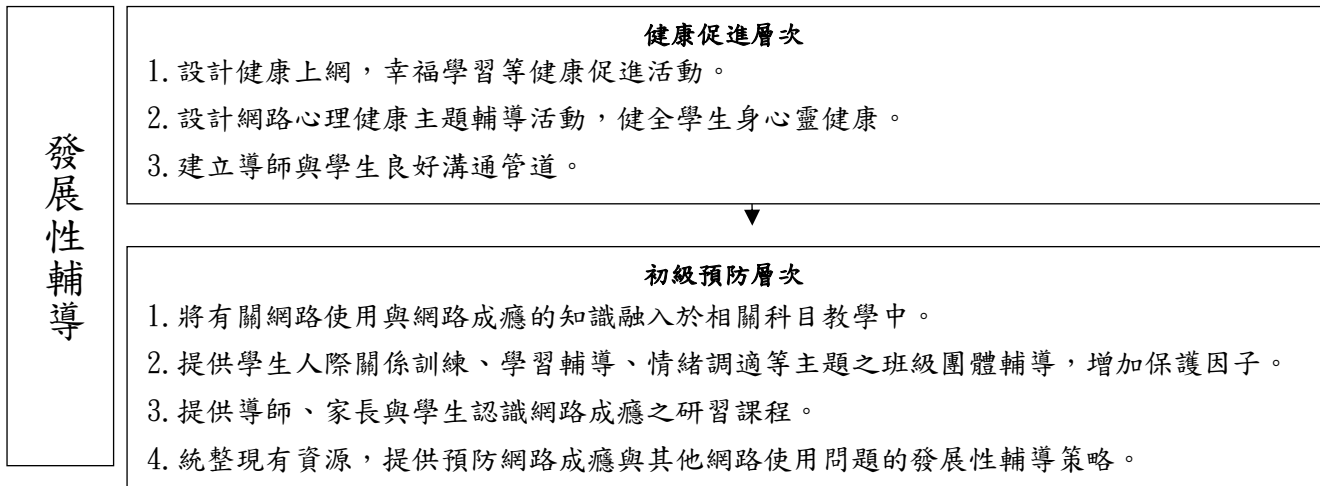 發展性輔導
健康促進層次
1.設計健康上網，幸福學習等健康促進活動。
2.設計網路心理健康主題輔導活動，健全學生身心靈健康。
3.建立導師與學生良好溝通管道。
初級預防層次
1.將有關網路使用與網路成癮的知識融入於相關科目教學中。
2.提供學生人際關係訓練、學習輔導、情緒調適等主題之班級團體輔導，增加保護因子。
3.提供導師、家長與學生認識網路成癮之研習課程。
4.統整現有資源，提供預防網路成癮與其他網路使用問題的發展性輔導策略。